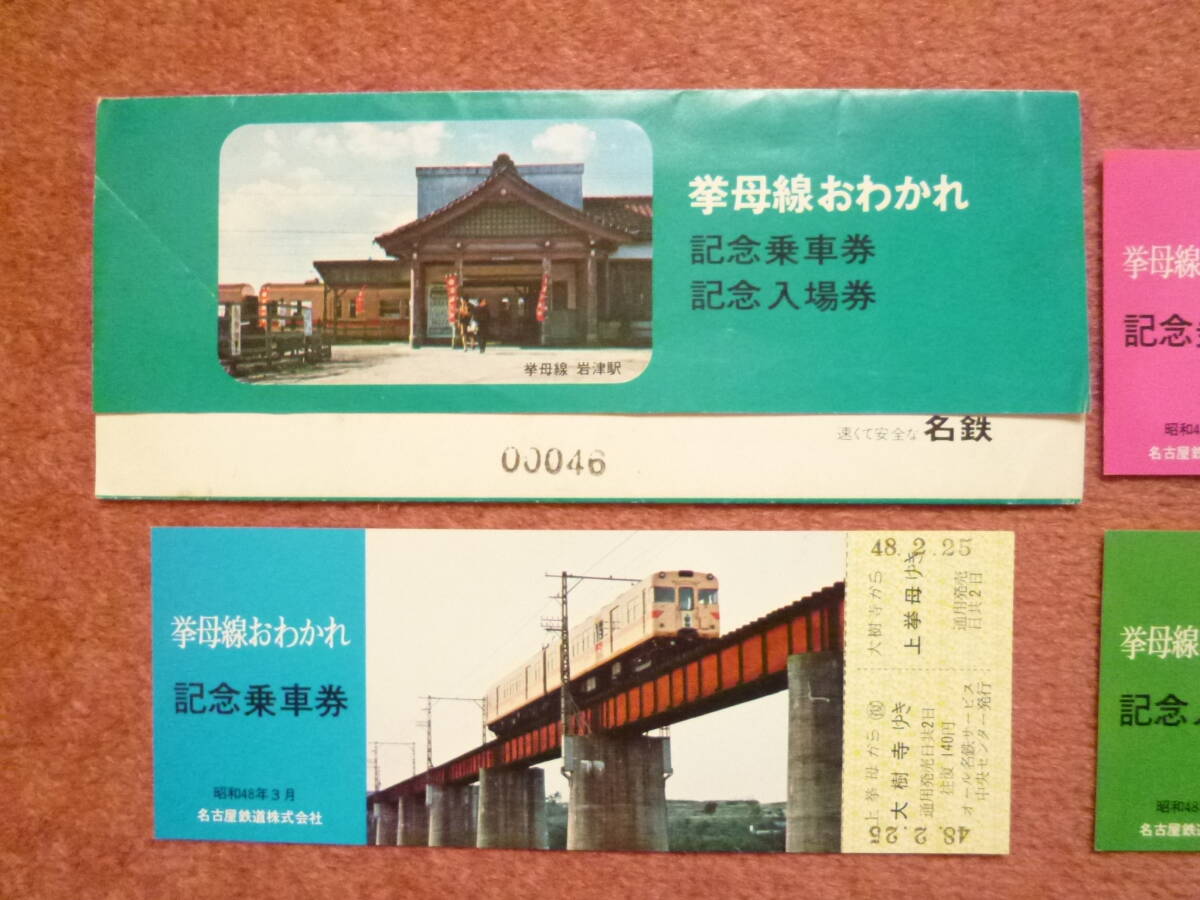 挙母線おわかれ
記念乗車券
記念入場券
挙母線 岩津駅
速くて安全な 名鉄
00046
挙母線おわかれ
記念乗車券
昭和48年3月
名古屋鉄道株式会社
48.2.25
大樹寺から
上挙母ゆき
通用発売
日共2日
上挙母から
大樹寺ゆき
通用発売日共2日
往復 140円
オール名鉄サービス
中央センター発行
48.2.25
挙母線
記念
昭和4
名古屋鉄
挙母線
記念
昭和48
名古屋鉄道